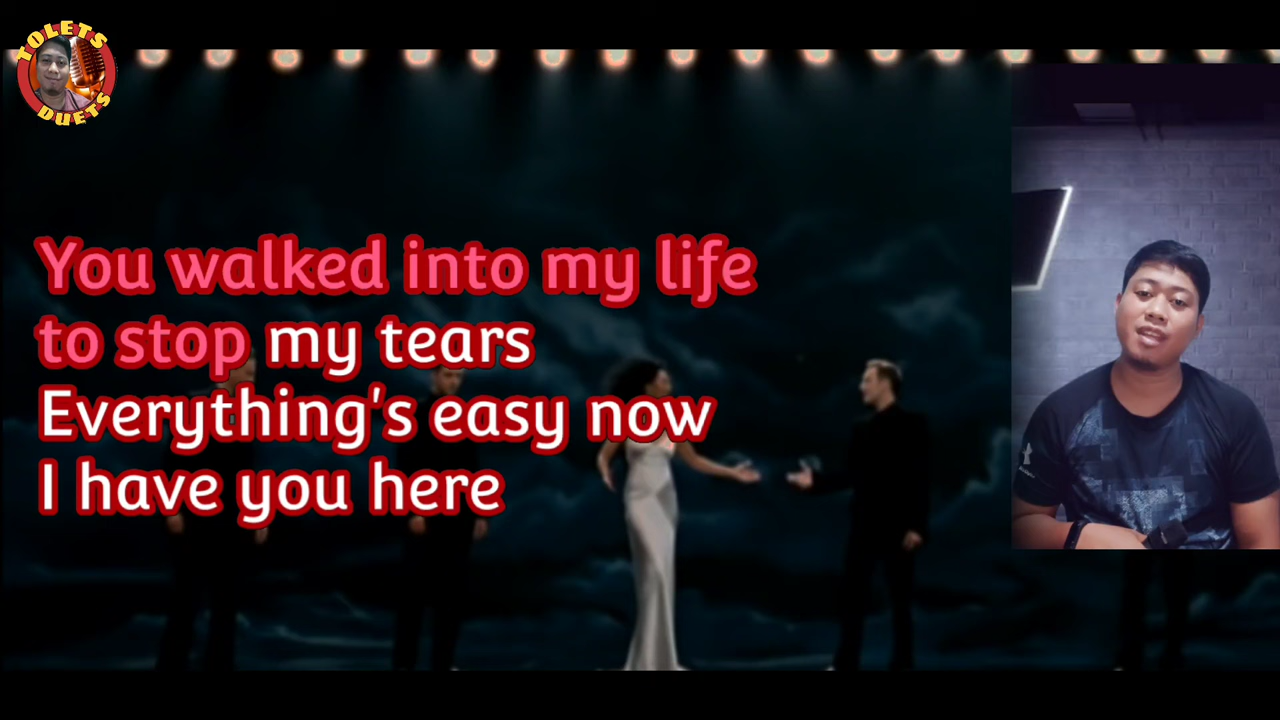 TOLETS
DUETS
You walked into my life
to stop my tears
Everything's easy now
I have you here